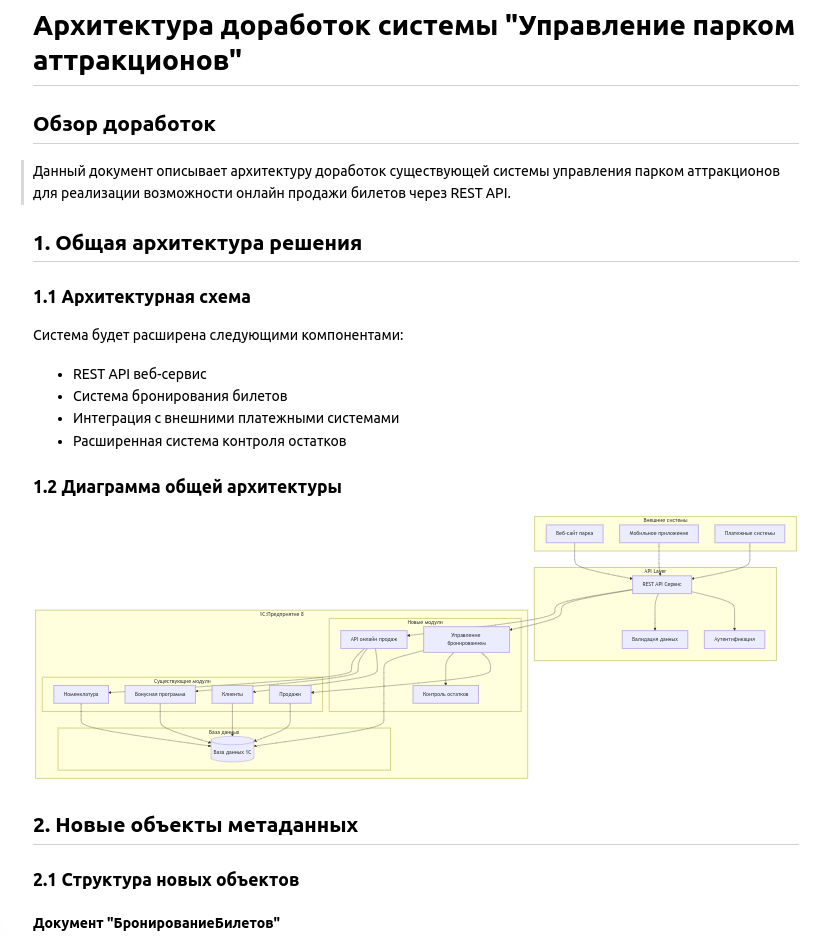 Архитектура доработок системы "Управление парком
аттракционов"
Обзор доработок
Данный документ описывает архитектуру доработок существующей системы управления парком аттракционов
для реализации возможности онлайн продажи билетов через REST API.
1. Общая архитектура решения
1.1 Архитектурная схема
Система будет расширена следующими компонентами:
• REST API веб-сервис
• Система бронирования билетов
• Интеграция с внешними платежными системами
• Расширенная система контроля остатков
1.2 Диаграмма общей архитектуры
Внешние системы
Веб-сайт парка
Мобильное приложение
Платежные системы
API Layer
REST API Сервис
Валидация данных
Аутентификация
1С:Предприятие 8
Новые модули
API онлайн продаж
Управление
бронированием
Контроль остатков
Существующие модули
Номенклатура
Бонусная программа
Клиенты
Продажи
База данных
База данных 1С
2. Новые объекты метаданных
2.1 Структура новых объектов
Документ "БронированиеБилетов"